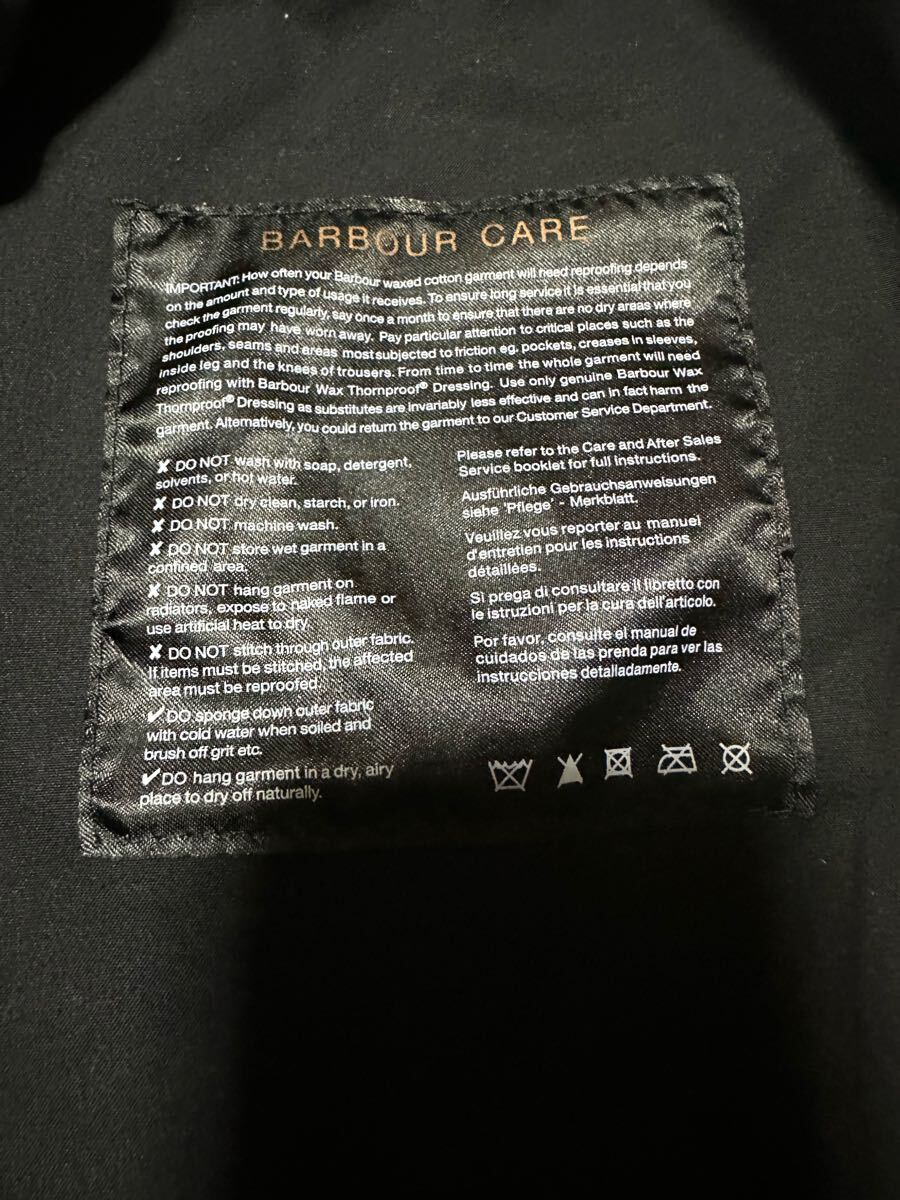 BARBOUR CARE
IMPORTANT: How often your Barbour waxed cotton garment will need reproofing depends
on the amount and type of usage it receives. To ensure long service it is essential that you
check the garment regularly, say once a month to ensure that there are no dry areas where
the proofing may have worn away. Pay particular attention to critical places such as the
shoulders, seams and areas most subjected to friction eg. pockets, creases in sleeves,
inside leg and the knees of trousers. From time to time the whole garment will need
reproofing with Barbour Wax Thornproof® Dressing. Use only genuine Barbour Wax
Thornproof® Dressing as substitutes are invariably less effective and can in fact harm the
garment. Alternatively, you could return the garment to our Customer Service Department.
✘ DO NOT wash with soap, detergent,
solvents, or hot water.
✘ DO NOT dry clean, starch, or iron.
✘ DO NOT machine wash.
✘ DO NOT store wet garment in a
confined area.
✘ DO NOT hang garment on
radiators, expose to naked flame or
use artificial heat to dry.
✘ DO NOT stitch through outer fabric.
If items must be stitched, the affected
area must be reproofed.
✔ DO sponge down outer fabric
with cold water when soiled and
brush off grit etc.
✔ DO hang garment in a dry, airy
place to dry off naturally.
Please refer to the Care and After Sales
Service booklet for full instructions.
Ausführliche Gebrauchsanweisungen
siehe 'Pflege' - Merkblatt.
Veuillez vous reporter au manuel
d'entretien pour les instructions
détaillées.
Si prega di consultare il libretto con
le istruzioni per la cura dell'articolo.
Por favor, consulte el manual de
cuidados de las prenda para ver las
instrucciones detalladamente.